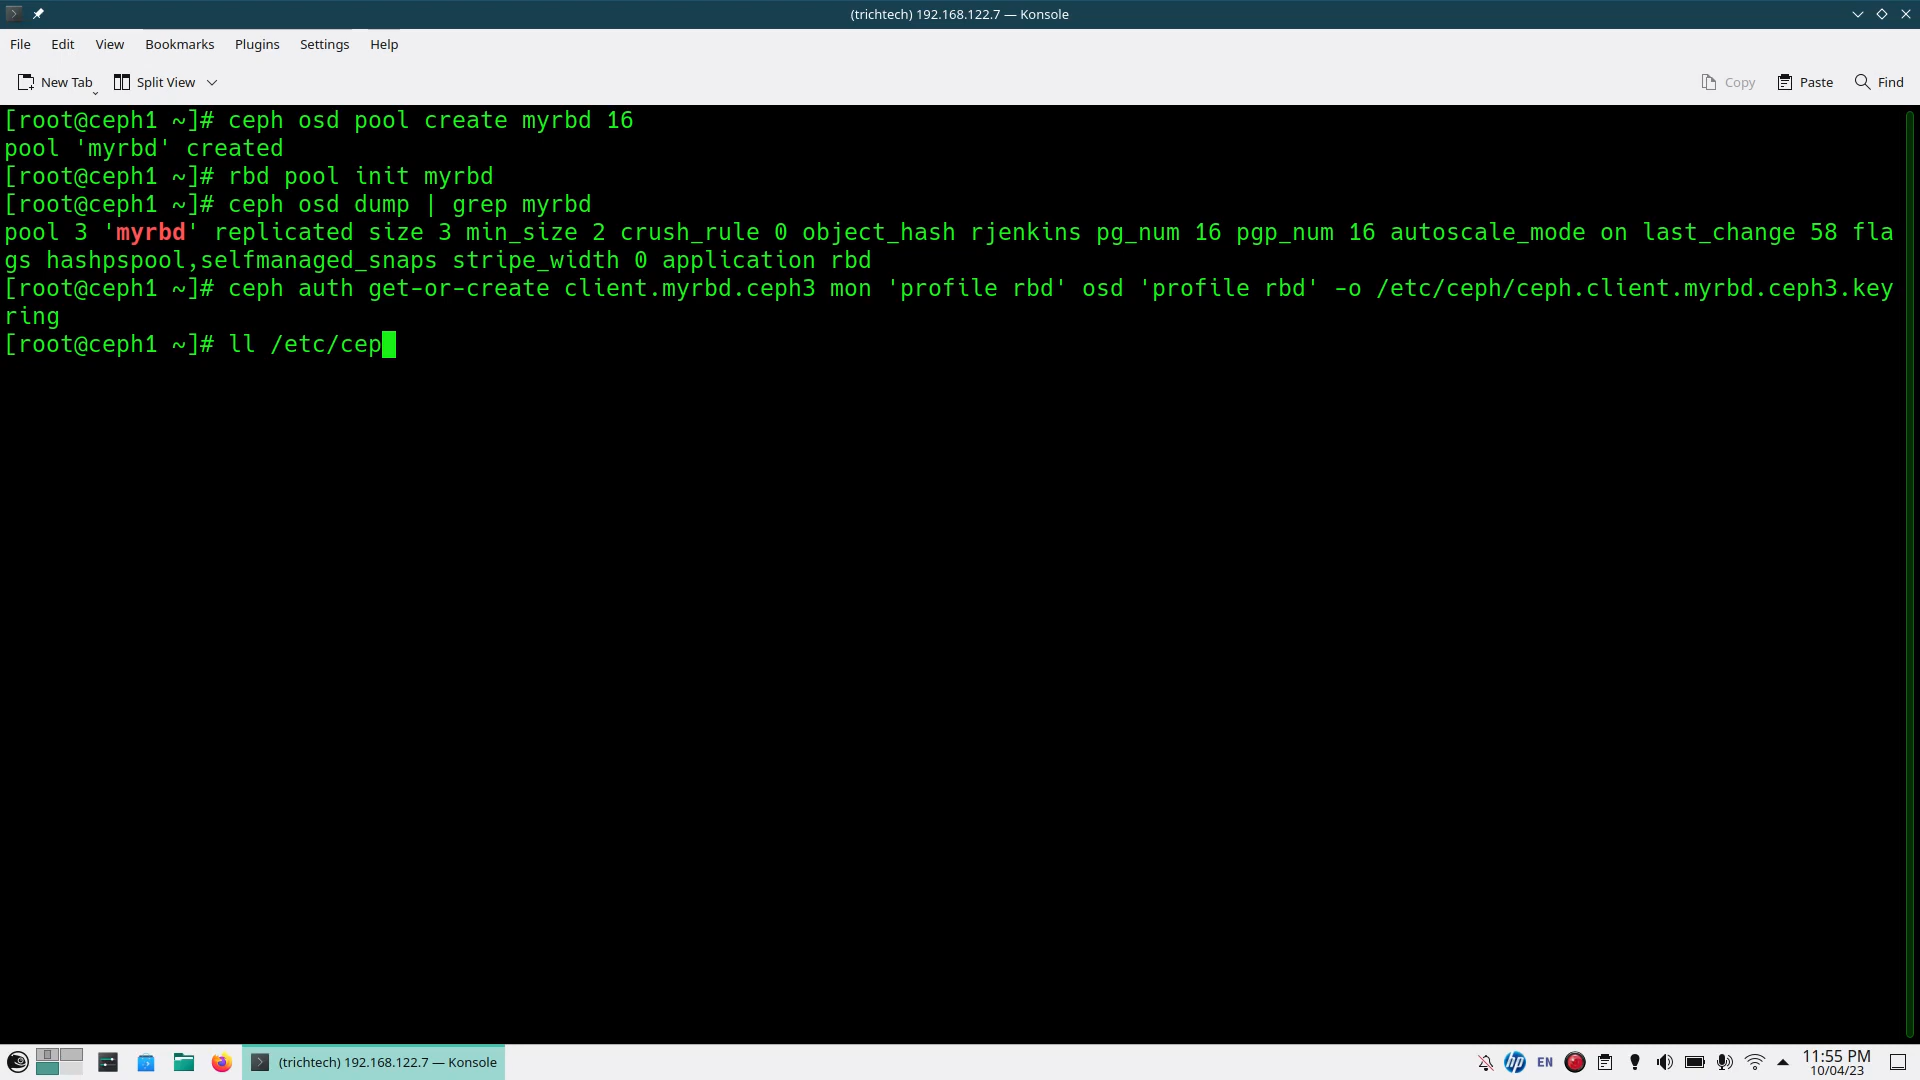 (trichtech) 192.168.122.7 — Konsole
File Edit View Bookmarks Plugins Settings Help
New Tab Split View Copy Paste Find
[root@ceph1 ~]# ceph osd pool create myrbd 16
pool 'myrbd' created
[root@ceph1 ~]# rbd pool init myrbd
[root@ceph1 ~]# ceph osd dump | grep myrbd
pool 3 'myrbd' replicated size 3 min_size 2 crush_rule 0 object_hash rjenkins pg_num 16 pgp_num 16 autoscale_mode on last_change 58 fla
gs hashpspool,selfmanaged_snaps stripe_width 0 application rbd
[root@ceph1 ~]# ceph auth get-or-create client.myrbd.ceph3 mon 'profile rbd' osd 'profile rbd' -o /etc/ceph/ceph.client.myrbd.ceph3.key
ring
[root@ceph1 ~]# ll /etc/cep
(trichtech) 192.168.122.7 — Konsole hp EN 11:55 PM
10/04/23